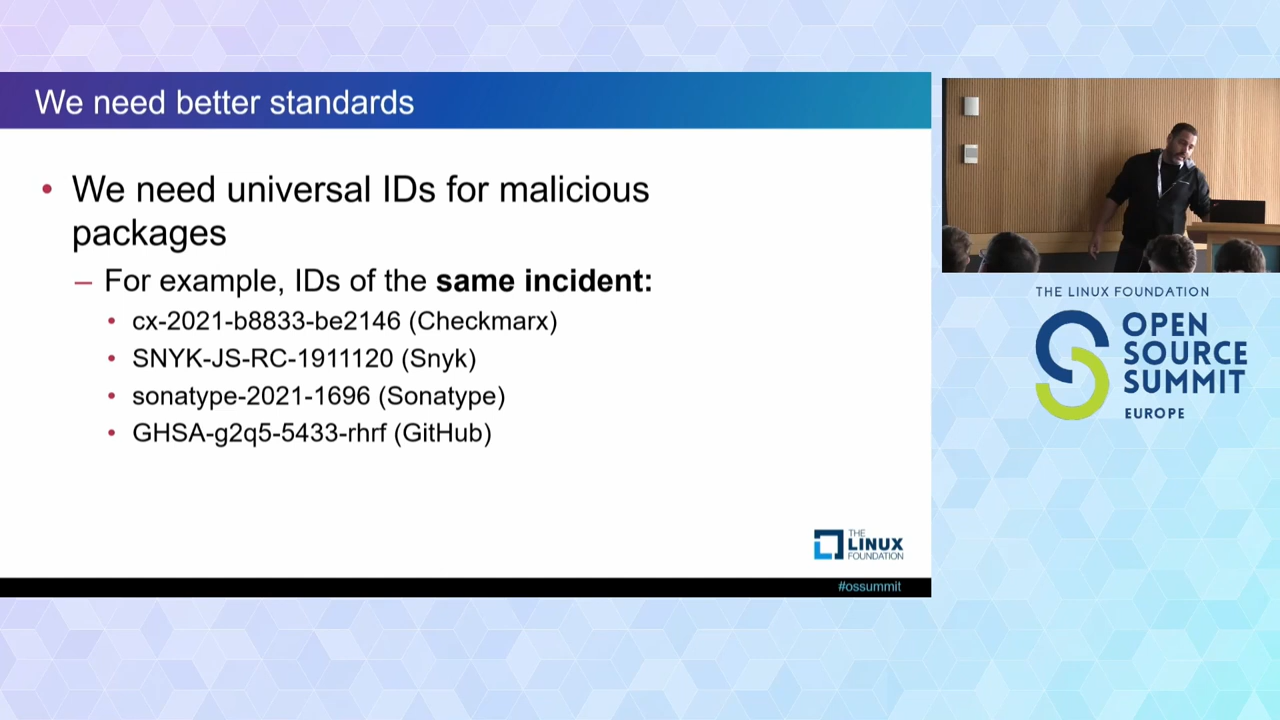 We need better standards
• We need universal IDs for malicious
packages
– For example, IDs of the same incident:
• cx-2021-b8833-be2146 (Checkmarx)
• SNYK-JS-RC-1911120 (Snyk)
• sonatype-2021-1696 (Sonatype)
• GHSA-g2q5-5433-rhrf (GitHub)
THE
LINUX
FOUNDATION
#ossummit
THE LINUX FOUNDATION
OPEN
SOURCE
SUMMIT
EUROPE